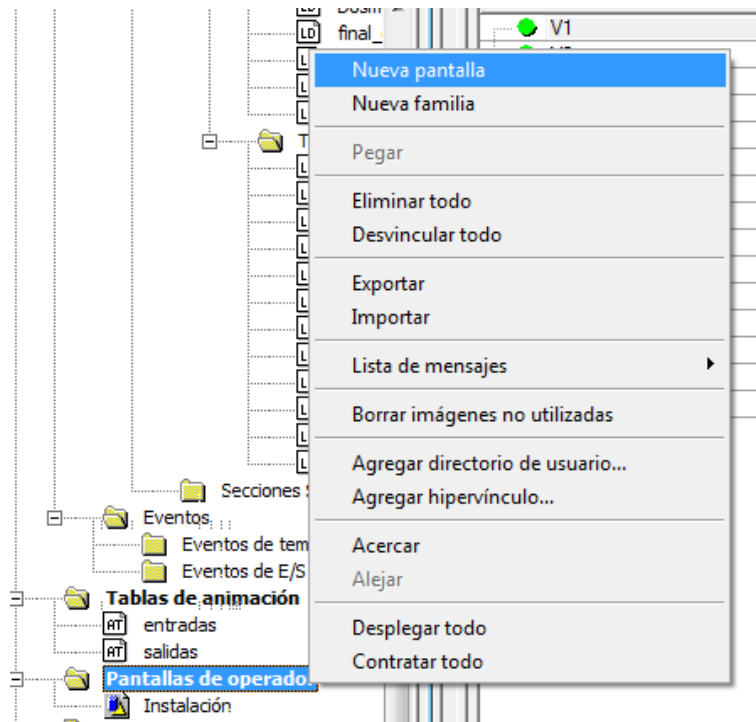 final_
V1
Nueva pantalla
Nueva familia
Pegar
Eliminar todo
Desvincular todo
Exportar
Importar
Lista de mensajes
Borrar imágenes no utilizadas
Agregar directorio de usuario...
Agregar hipervínculo...
Acercar
Alejar
Desplegar todo
Contratar todo
Secciones
Eventos
Eventos de tem
Eventos de E/S
Tablas de animación
entradas
salidas
Pantallas de operado
Instalación